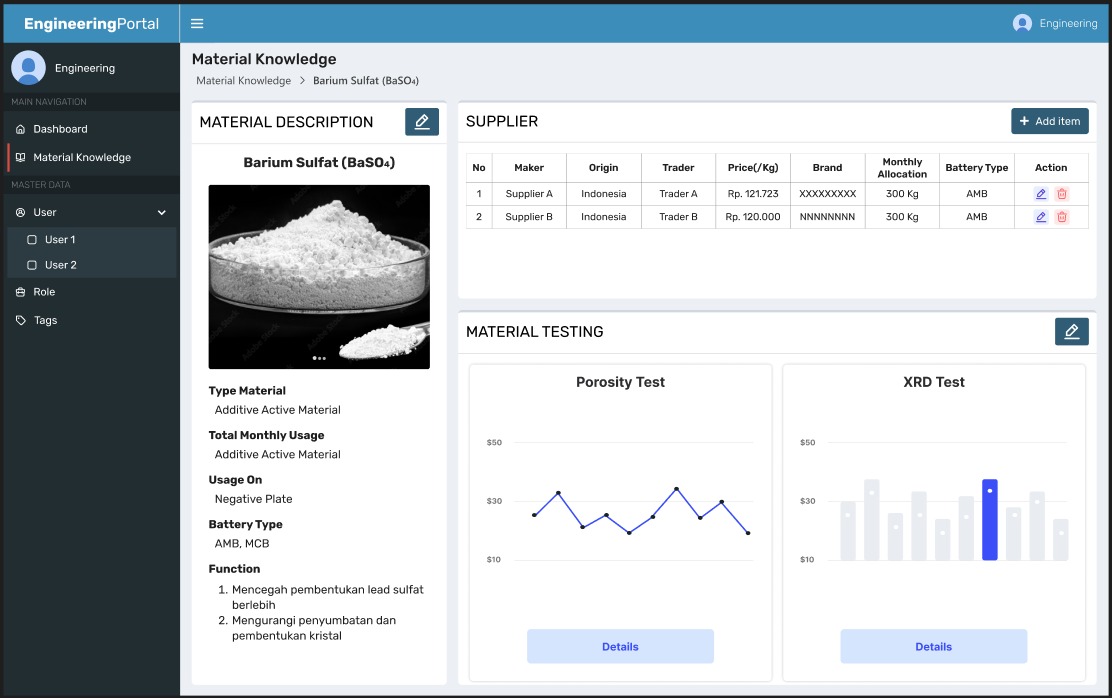 EngineeringPortal
Engineering
Engineering
MAIN NAVIGATION
Dashboard
Material Knowledge
MASTER DATA
User
User 1
User 2
Role
Tags
Material Knowledge
Material Knowledge > Barium Sulfat (BaSO₄)
MATERIAL DESCRIPTION
Barium Sulfat (BaSO₄)
Adobe Stock
Type Material
Additive Active Material
Total Monthly Usage
Additive Active Material
Usage On
Negative Plate
Battery Type
AMB, MCB
Function
1. Mencegah pembentukan lead sulfat
berlebih
2. Mengurangi penyumbatan dan
pembentukan kristal
SUPPLIER
+ Add item
No Maker Origin Trader Price(/Kg) Brand Monthly Allocation Battery Type Action
1 Supplier A Indonesia Trader A Rp. 121.723 XXXXXXXXX 300 Kg AMB
2 Supplier B Indonesia Trader B Rp. 120.000 NNNNNNNN 300 Kg AMB
MATERIAL TESTING
Porosity Test
$50
$30
$10
Details
XRD Test
$50
$30
$10
Details